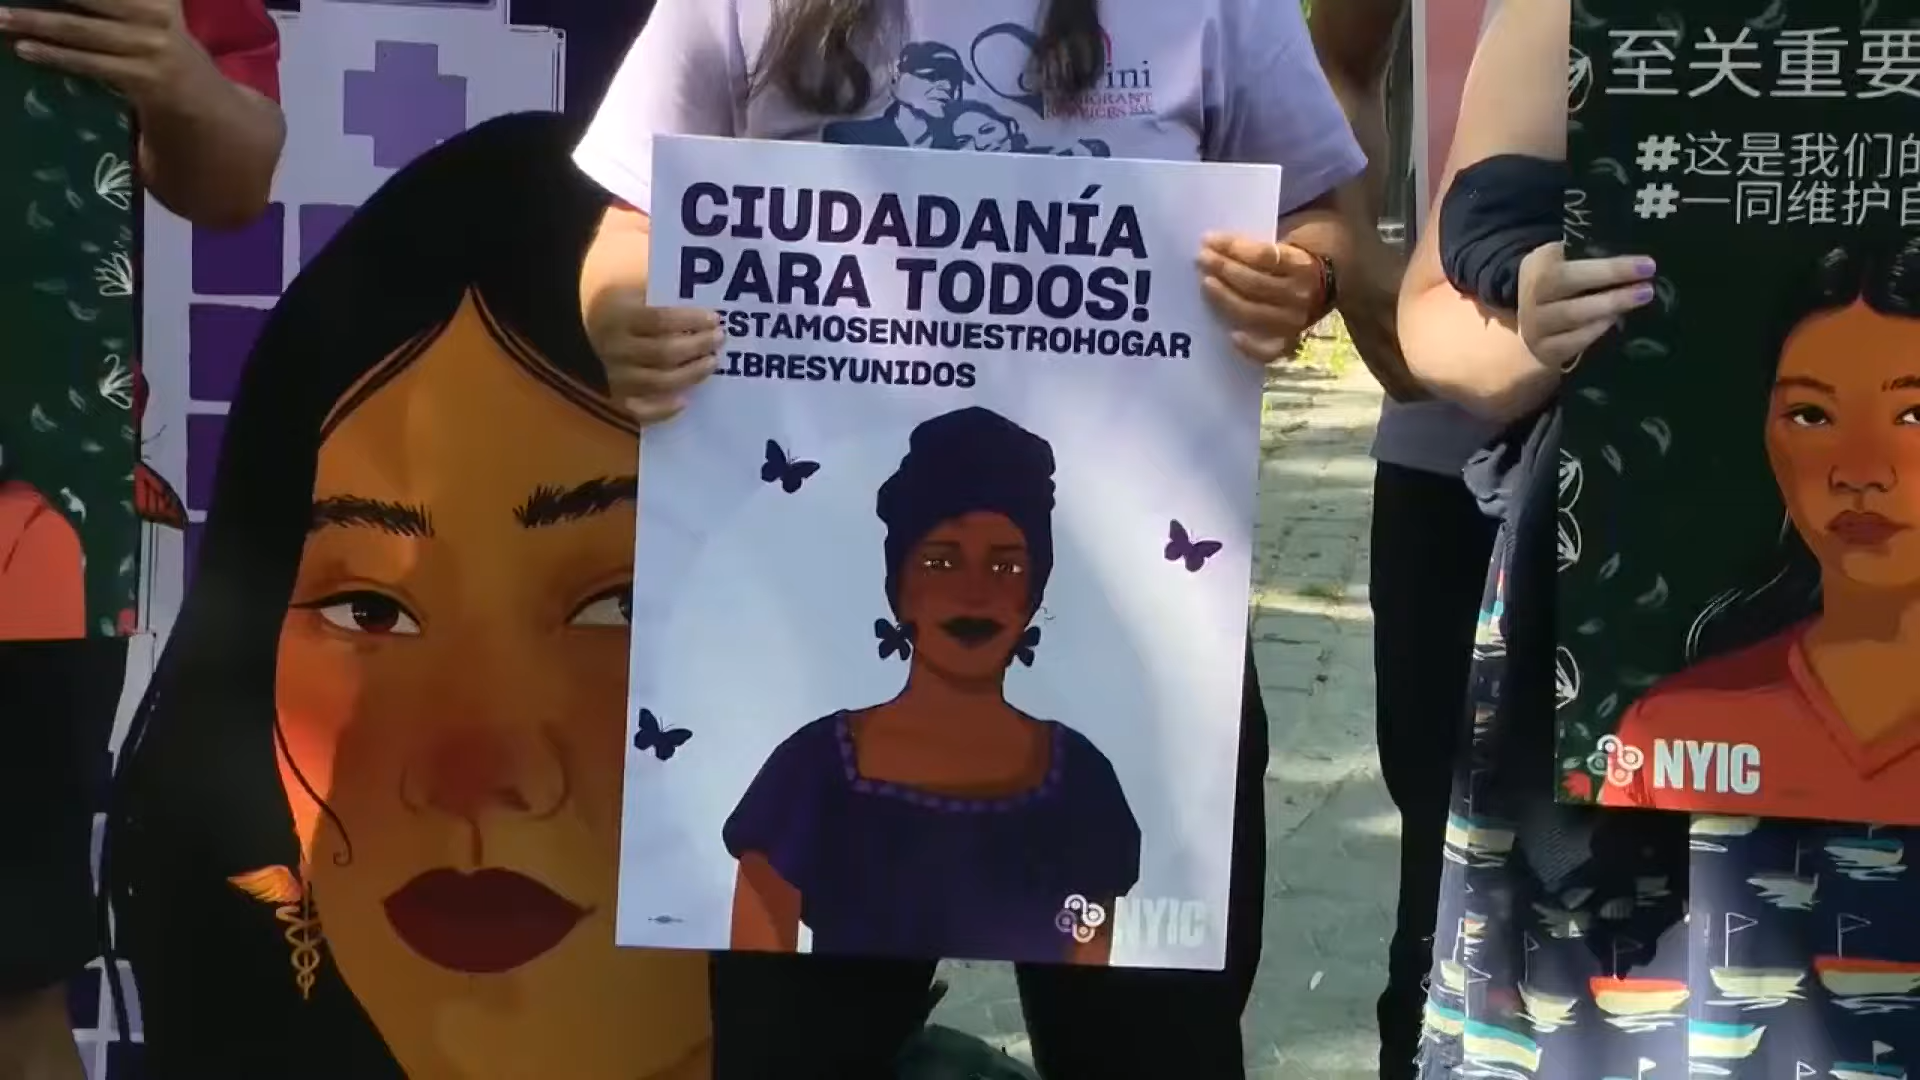 CIUDADANÍA
PARA TODOS!
ESTAMOSENNUESTROHOGAR
LIBRESYUNIDOS
NYIC
至关重要
#这是我们的
#一同维护自
NYIC